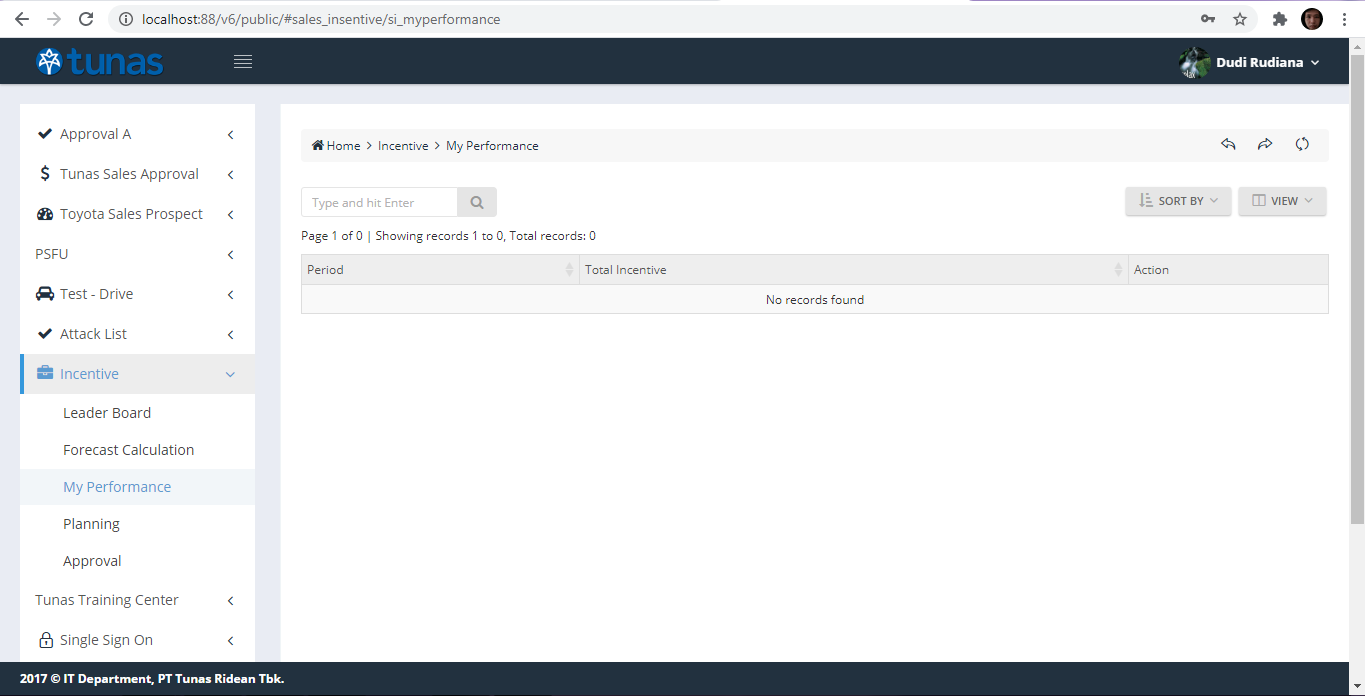 localhost:88/v6/public/#sales_insentive/si_myperformance
tunas
Dudi Rudiana
Approval A
Tunas Sales Approval
Toyota Sales Prospect
PSFU
Test - Drive
Attack List
Incentive
Leader Board
Forecast Calculation
My Performance
Planning
Approval
Tunas Training Center
Single Sign On
Home > Incentive > My Performance
Type and hit Enter
SORT BY
VIEW
Page 1 of 0 | Showing records 1 to 0, Total records: 0
Period Total Incentive Action
No records found
2017 © IT Department, PT Tunas Ridean Tbk.